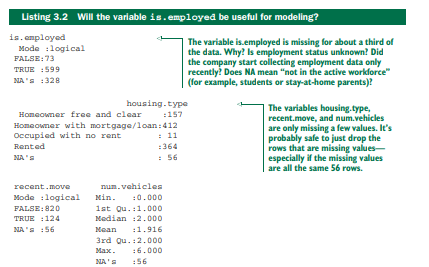 Listing 3.2 Will the variable is.employed be useful for modeling?
is.employed
Mode :logical
FALSE:73
TRUE :599
NA's :328
The variable is.employed is missing for about a third of
the data. Why? Is employment status unknown? Did
the company start collecting employment data only
recently? Does NA mean “not in the active workforce”
(for example, students or stay-at-home parents)?
housing.type
Homeowner free and clear :157
Homeowner with mortgage/loan:412
Occupied with no rent : 11
Rented :364
NA's : 56
The variables housing.type,
recent.move, and num.vehicles
are only missing a few values. It’s
probably safe to just drop the
rows that are missing values—
especially if the missing values
are all the same 56 rows.
recent.move num.vehicles
Mode :logical Min. :0.000
FALSE:820 1st Qu.:1.000
TRUE :124 Median :2.000
NA's :56 Mean :1.916
3rd Qu.:2.000
Max. :6.000
NA's :56